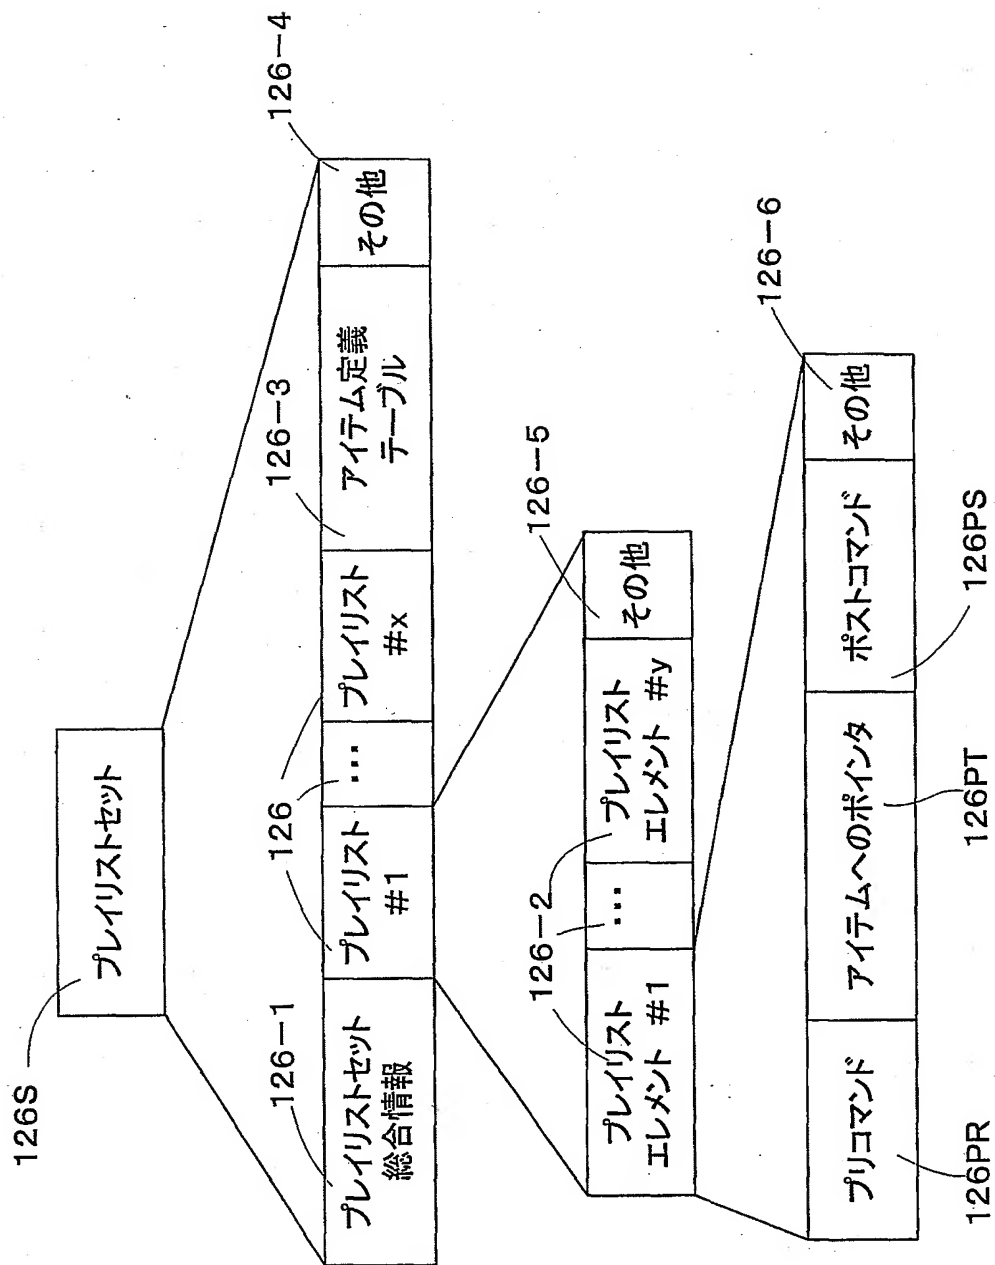 126S
プレイリストセット
126-1
126
126-3
126-4
プレイリストセット
総合情報
プレイリスト
#1
•••
プレイリスト
#x
アイテム定義
テーブル
その他
126-2
126-5
プレイリスト
エレメント #1
•••
プレイリスト
エレメント #y
その他
126-6
プリコマンド
アイテムへのポインタ
ポストコマンド
その他
126PR
126PT
126PS